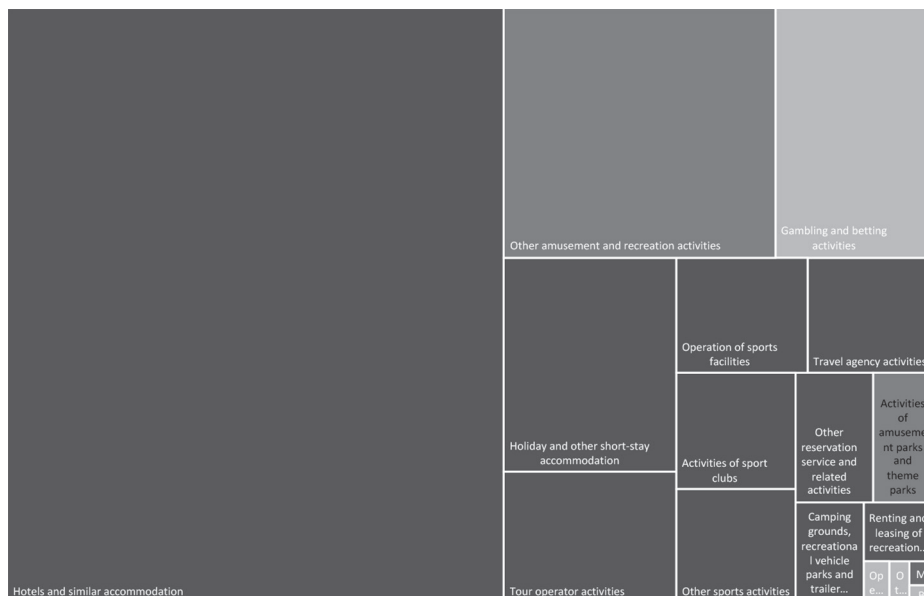 Hotels and similar accommodation
Other amusement and recreation activities
Gambling and betting
activities
Holiday and other short-stay
accommodation
Tour operator activities
Operation of sports
facilities
Travel agency activities
Activities of sport
clubs
Other sports activities
Other
reservation
service and
related
activities
Activities
of
amuseme
nt parks
and
theme
parks
Camping
grounds,
recreationa
l vehicle
parks and
trailer...
Renting and
leasing of
recreation...
Op
e...
O
t...
M